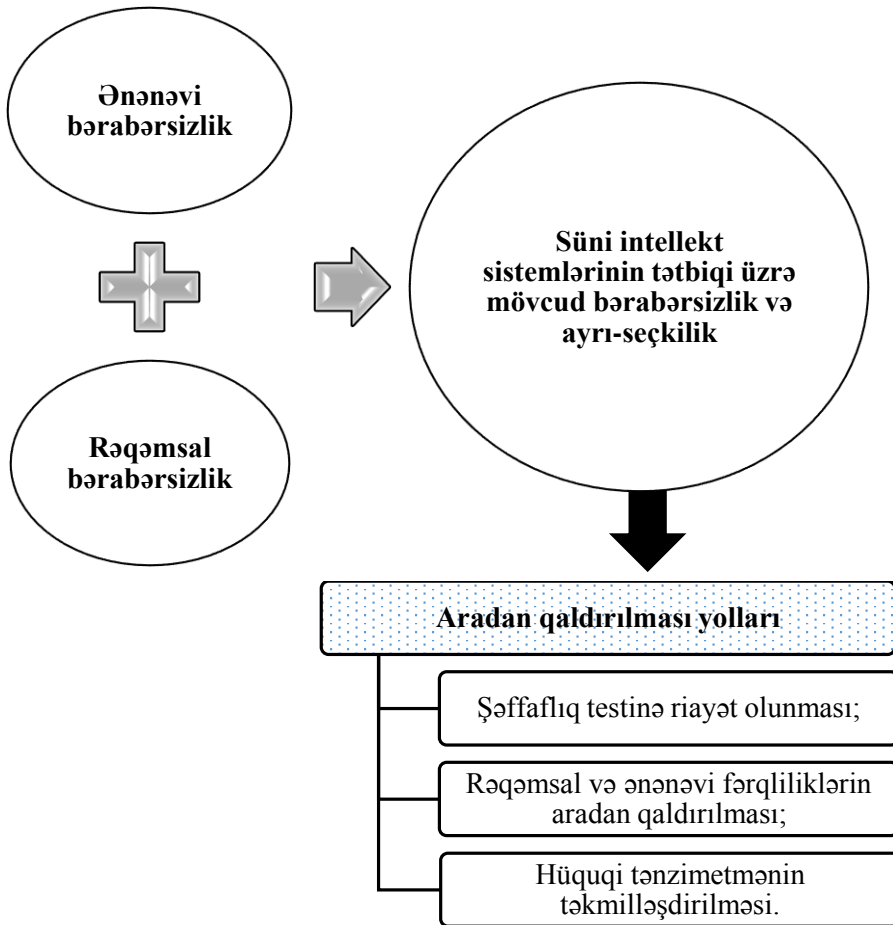 Ənənəvi
bərabərsizlik
Süni intellekt
sistemlərinin tətbiqi üzrə
mövcud bərabərsizlik və
ayrı-seçkilik
Rəqəmsal
bərabərsizlik
Aradan qaldırılması yolları
Şəffaflıq testinə riayət olunması;
Rəqəmsal və ənənəvi fərqliliklərin
aradan qaldırılması;
Hüquqi tənzimetmənin
təkmilləşdirilməsi.